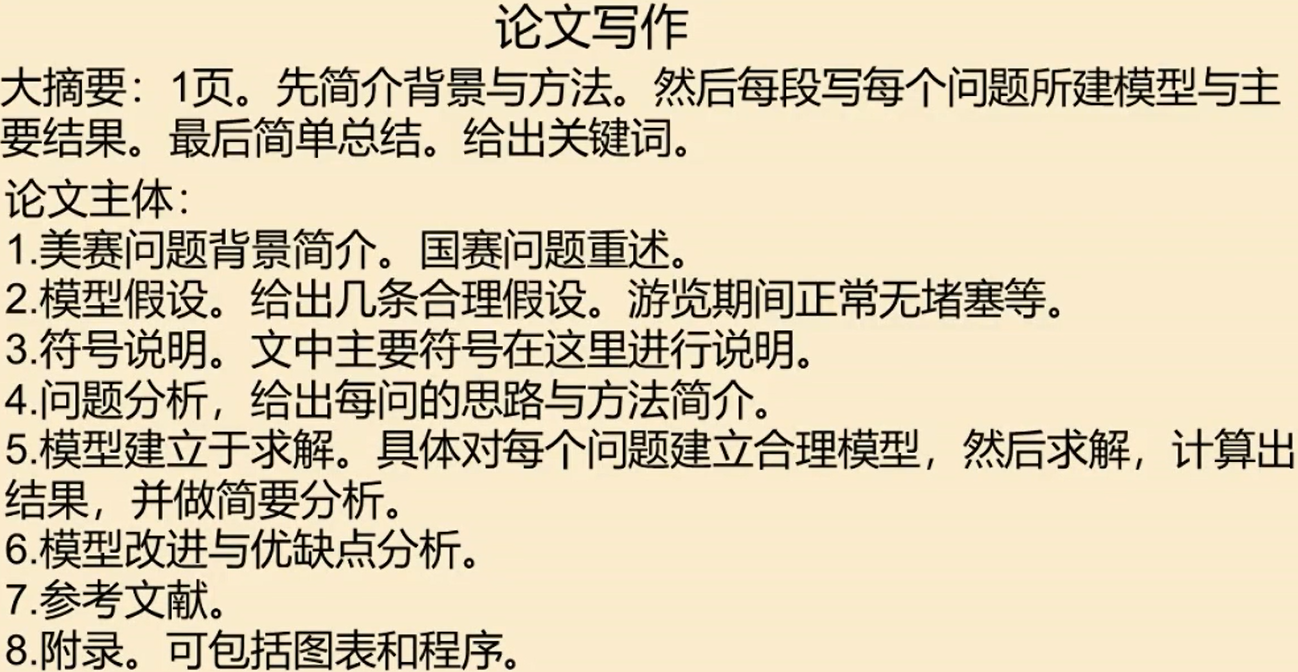 论文写作
大摘要：1页。先简介背景与方法。然后每段写每个问题所建模型与主
要结果。最后简单总结。给出关键词。
论文主体：
1.美赛问题背景简介。国赛问题重述。
2.模型假设。给出几条合理假设。游览期间正常无堵塞等。
3.符号说明。文中主要符号在这里进行说明。
4.问题分析，给出每问的思路与方法简介。
5.模型建立于求解。具体对每个问题建立合理模型，然后求解，计算出
结果，并做简要分析。
6.模型改进与优缺点分析。
7.参考文献。
8.附录。可包括图表和程序。